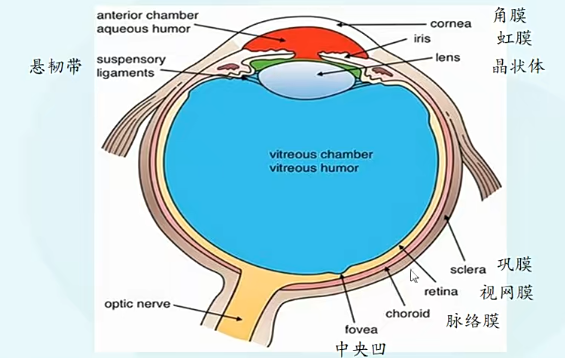 anterior chamber
aqueous humor
cornea
角膜
iris
虹膜
悬韧带
suspensory
ligaments
lens
晶状体
vitreous chamber
vitreous humor
sclera
巩膜
retina
视网膜
choroid
脉络膜
optic nerve
fovea
中央凹